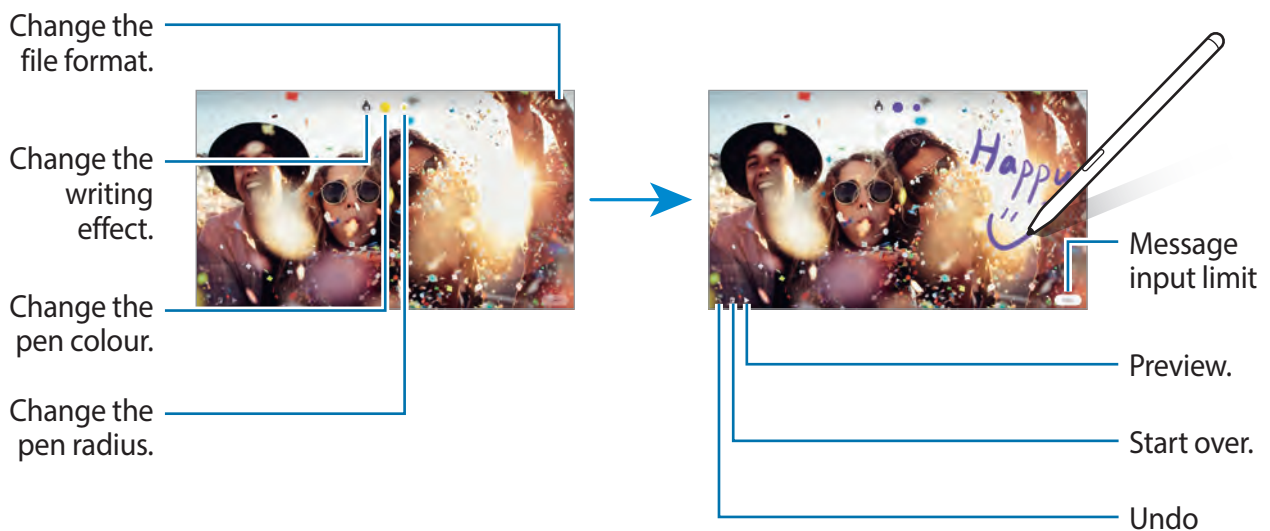 Change the
file format.
Change the
writing
effect.
Change the
pen colour.
Change the
pen radius.
Happy
Message
input limit
Preview.
Start over.
Undo